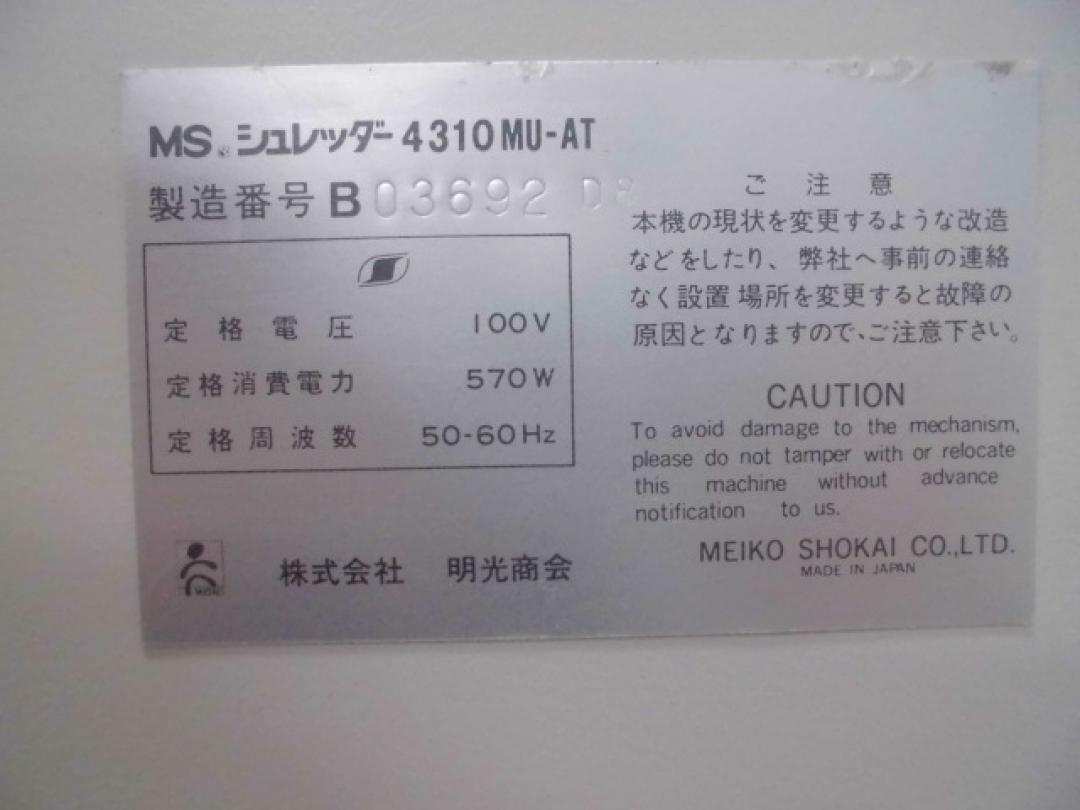 MS シュレッダー 4310MU-AT
製造番号 B 03692
定格電圧 100V
定格消費電力 570W
定格周波数 50-60Hz
株式会社 明光商会
ご注意
本機の現状を変更するような改造
などをしたり、弊社へ事前の連絡
なく設置場所を変更すると故障の
原因となりますので、ご注意下さい。
CAUTION
To avoid damage to the mechanism,
please do not tamper with or relocate
this machine without advance
notification to us.
MEIKO SHOKAI CO.,LTD.
MADE IN JAPAN